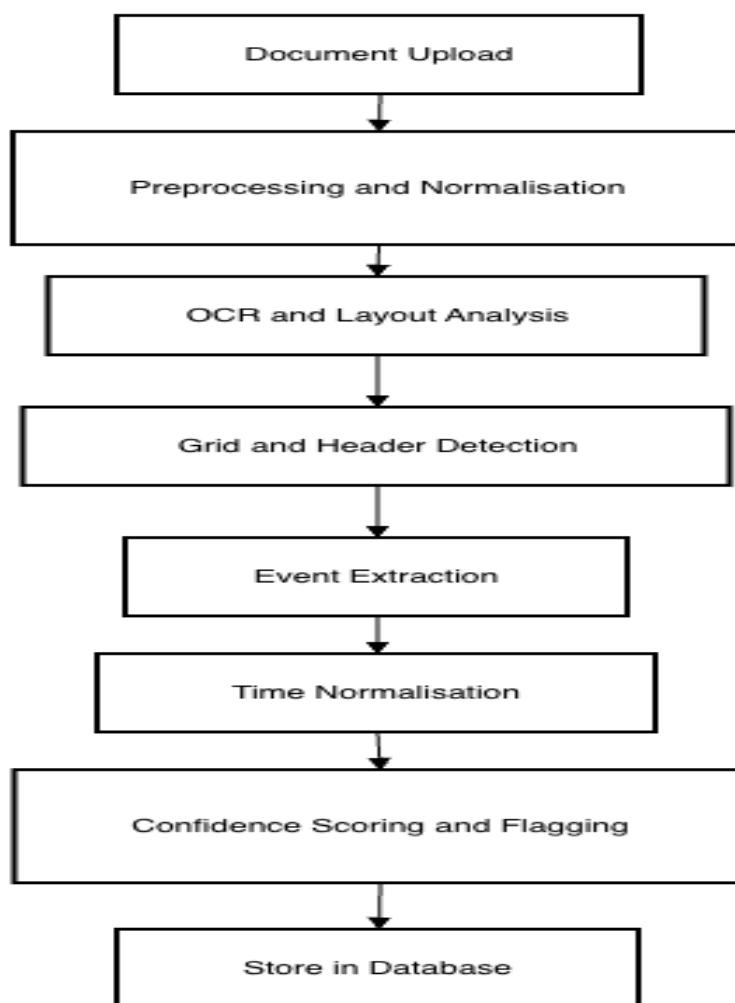 Document Upload
Preprocessing and Normalisation
OCR and Layout Analysis
Grid and Header Detection
Event Extraction
Time Normalisation
Confidence Scoring and Flagging
Store in Database